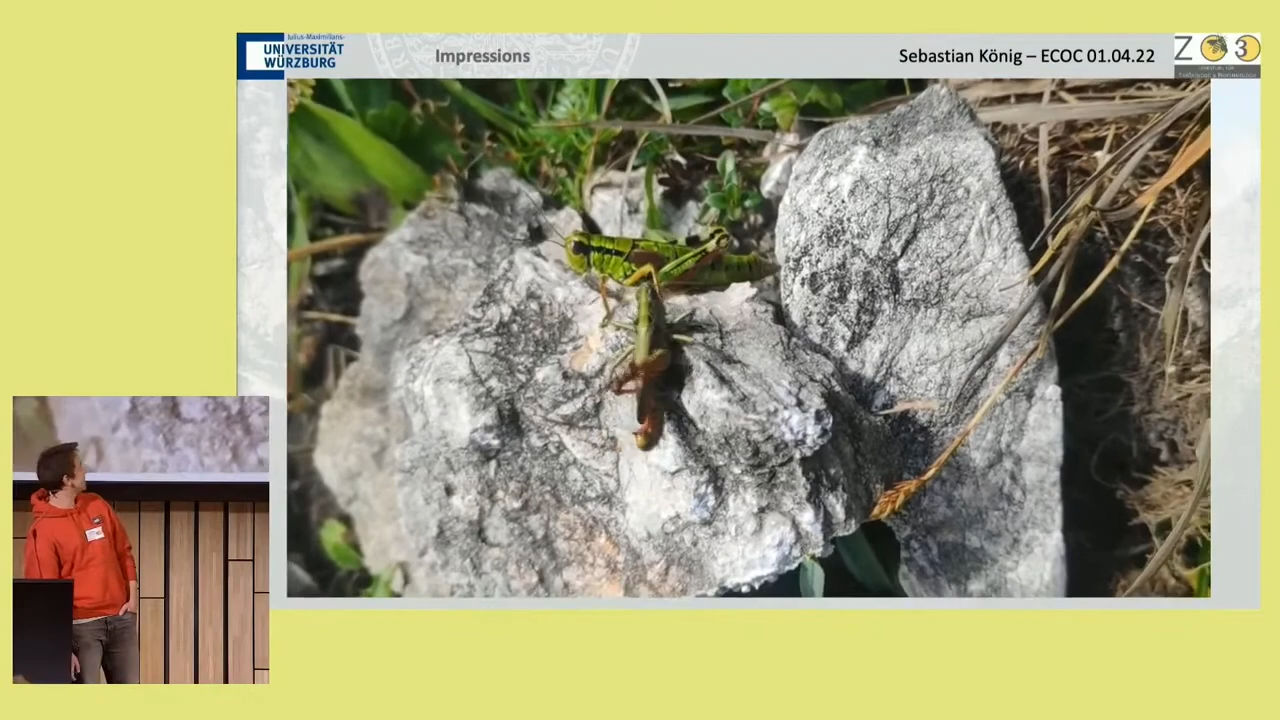 Julius-Maximilians-
UNIVERSITÄT
WÜRZBURG
Impressions
Sebastian König – ECOC 01.04.22
Z 3